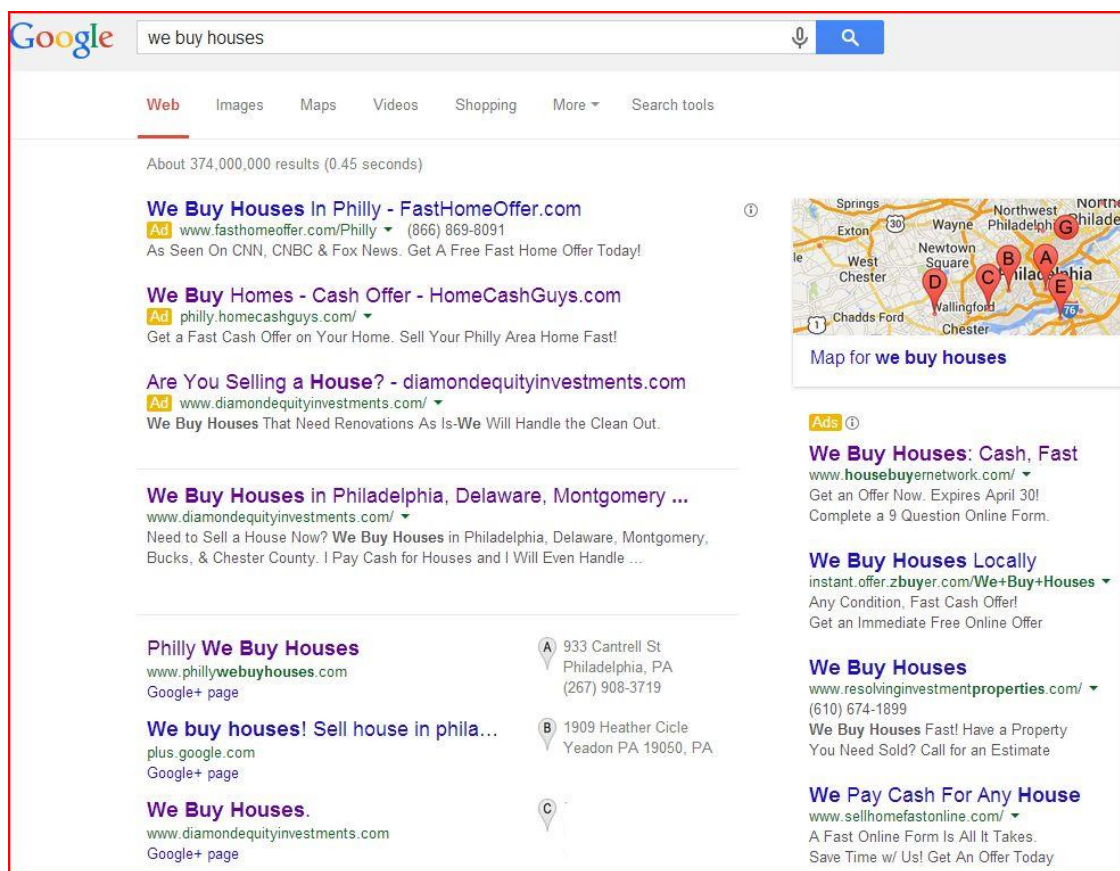 Google
we buy houses
Web Images Maps Videos Shopping More Search tools
About 374,000,000 results (0.45 seconds)
We Buy Houses In Philly - FastHomeOffer.com
Ad www.fasthomeoffer.com/Philly (866) 869-8091
As Seen On CNN, CNBC & Fox News. Get A Free Fast Home Offer Today!
We Buy Homes - Cash Offer - HomeCashGuys.com
Ad philly.homecashguys.com/
Get a Fast Cash Offer on Your Home. Sell Your Philly Area Home Fast!
Are You Selling a House? - diamondequityinvestments.com
Ad www.diamondequityinvestments.com/
We Buy Houses That Need Renovations As Is-We Will Handle the Clean Out.
We Buy Houses in Philadelphia, Delaware, Montgomery ...
www.diamondequityinvestments.com/
Need to Sell a House Now? We Buy Houses in Philadelphia, Delaware, Montgomery,
Bucks, & Chester County. I Pay Cash for Houses and I Will Even Handle ...
Philly We Buy Houses
www.phillywebuyhouses.com
Google+ page
A 933 Cantrell St
Philadelphia, PA
(267) 908-3719
We buy houses! Sell house in phila...
plus.google.com
Google+ page
B 1909 Heather Cicle
Yeadon PA 19050, PA
We Buy Houses.
www.diamondequityinvestments.com
Google+ page
C
Springs
Exton
30
Wayne
Northwest
G
Newtown
Square
West
Chester
B
A
C
D
E
Wallingford
76
Chadds Ford
1
Chester
Map for we buy houses
Ads
We Buy Houses: Cash, Fast
www.housebuyernetwork.com/
Get an Offer Now. Expires April 30!
Complete a 9 Question Online Form.
We Buy Houses Locally
instant.offer.zbuyer.com/We+Buy+Houses
Any Condition, Fast Cash Offer!
Get an Immediate Free Online Offer
We Buy Houses
www.resolvinginvestmentproperties.com/
(610) 674-1899
We Buy Houses Fast! Have a Property
You Need Sold? Call for an Estimate
We Pay Cash For Any House
www.sellhomefastonline.com/
A Fast Online Form Is All It Takes.
Save Time w/ Us! Get An Offer Today